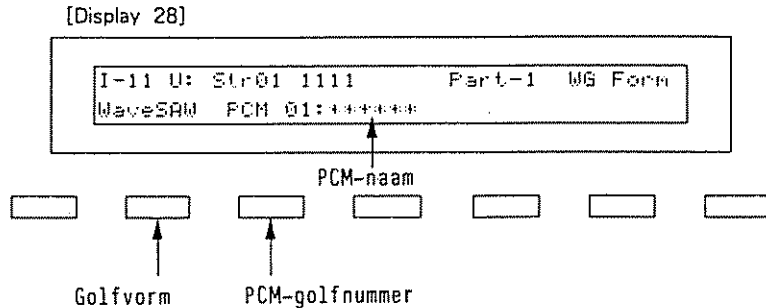 [Display 28]
I-11 U: Str01 1111 Part-1 WG Form
WaveSAW PCM 01:******
PCM-naam
Golfvorm PCM-golfnummer